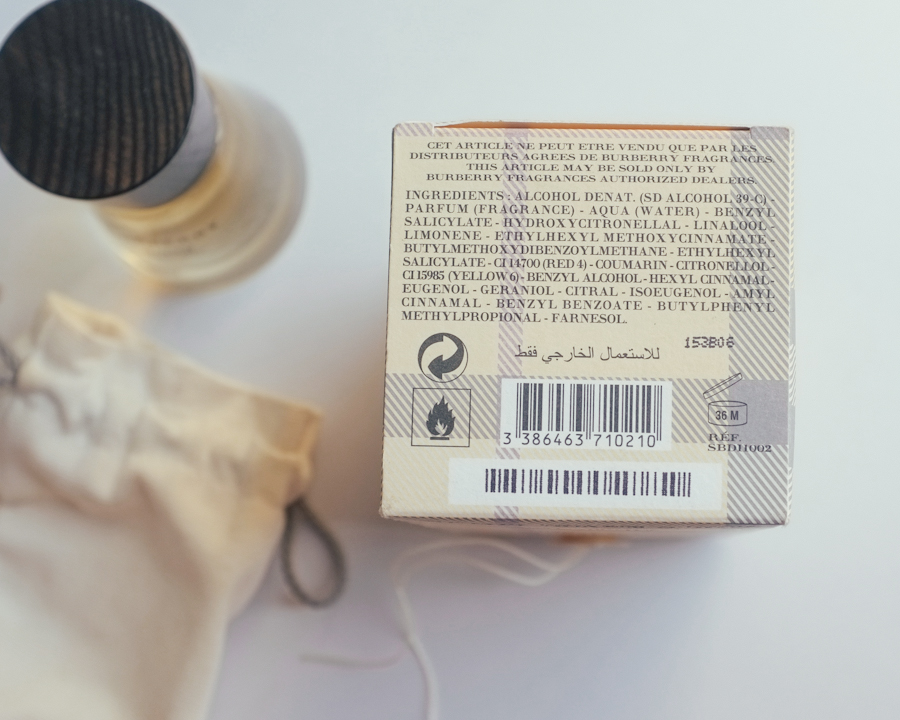 CET ARTICLE NE PEUT ETRE VENDU QUE PAR LES
DISTRIBUTEURS AGREES DE BURBERRY FRAGRANCES.
THIS ARTICLE MAY BE SOLD ONLY BY
BURBERRY FRAGRANCES AUTHORIZED DEALERS.
INGREDIENTS : ALCOHOL DENAT. (SD ALCOHOL 39-C) -
PARFUM (FRAGRANCE) - AQUA (WATER) - BENZYL
SALICYLATE - HYDROXYCITRONELLAL - LINALOOL -
LIMONENE - ETHYLHEXYL METHOXYCINNAMATE -
BUTYLMETHOXYDIBENZOYLMETHANE - ETHYLHEXYL
SALICYLATE - CI 14700 (RED 4) - COUMARIN - CITRONELLOL -
CI 15985 (YELLOW 6) - BENZYL ALCOHOL - HEXYL CINNAMAL -
EUGENOL - GERANIOL - CITRAL - ISOEUGENOL - AMYL
CINNAMAL - BENZYL BENZOATE - BUTYLPHENYL
METHYLPROPIONAL - FARNESOL.
153B06
للاستعمال الخارجي فقط
36 M
3 386463 710210
REF.
SBDH002